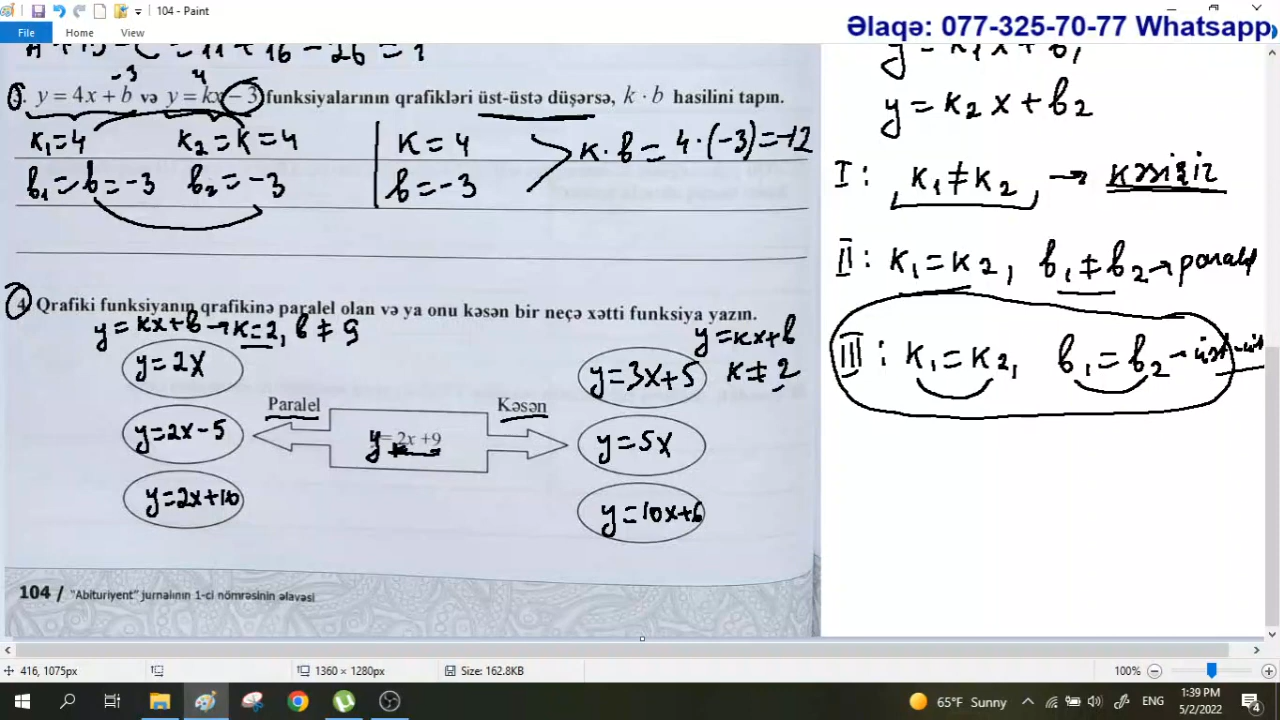 104 - Paint
Əlaqə: 077-325-70-77 Whatsapp
File Home View
y = k₁x + b₁
y = k₂x + b₂
-3 4
3. y = 4x + b və y = kx - 3 funksiyalarının qrafikləri üst-üstə düşərsə, k · b hasilini tapın.
k₁=4 k₂=k=4 k=4 k·b = 4·(-3)=-12
b₁=b=-3 b₂=-3 b=-3
I: k₁≠k₂ → kəsişir
II: k₁=k₂, b₁≠b₂→paralel
III: k₁=k₂, b₁=b₂→üst-üst
4 Qrafiki funksiyanın qrafikinə paralel olan və ya onu kəsən bir neçə xətti funksiya yazın.
y=kx+b→k=2, b≠9
y=kx+b
k≠2
y=2x
y=3x+5
Paralel Kəsən
y=2x-5
y=2x+9
y=5x
y=2x+10
y=10x+6
104 / "Abituriyent" jurnalının 1-ci nömrəsinin əlavəsi
416, 1075px 1360 × 1280px Size: 162.8KB 100%
65°F Sunny ENG 1:39 PM
5/2/2022
4